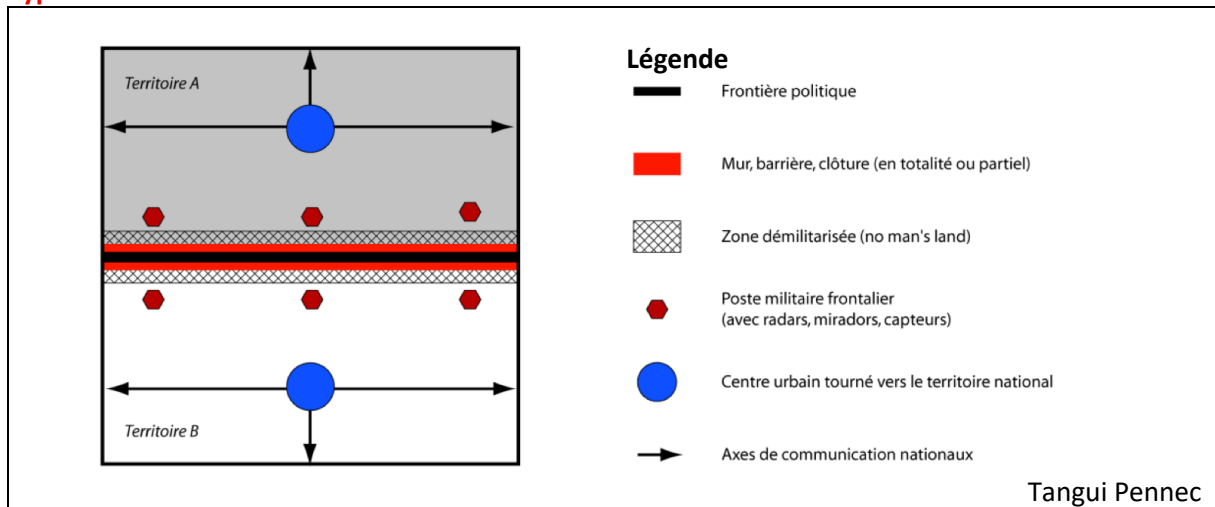 Territoire A
Territoire B
Légende
Frontière politique
Mur, barrière, clôture (en totalité ou partiel)
Zone démilitarisée (no man's land)
Poste militaire frontalier
(avec radars, miradors, capteurs)
Centre urbain tourné vers le territoire national
Axes de communication nationaux
Tangui Pennec